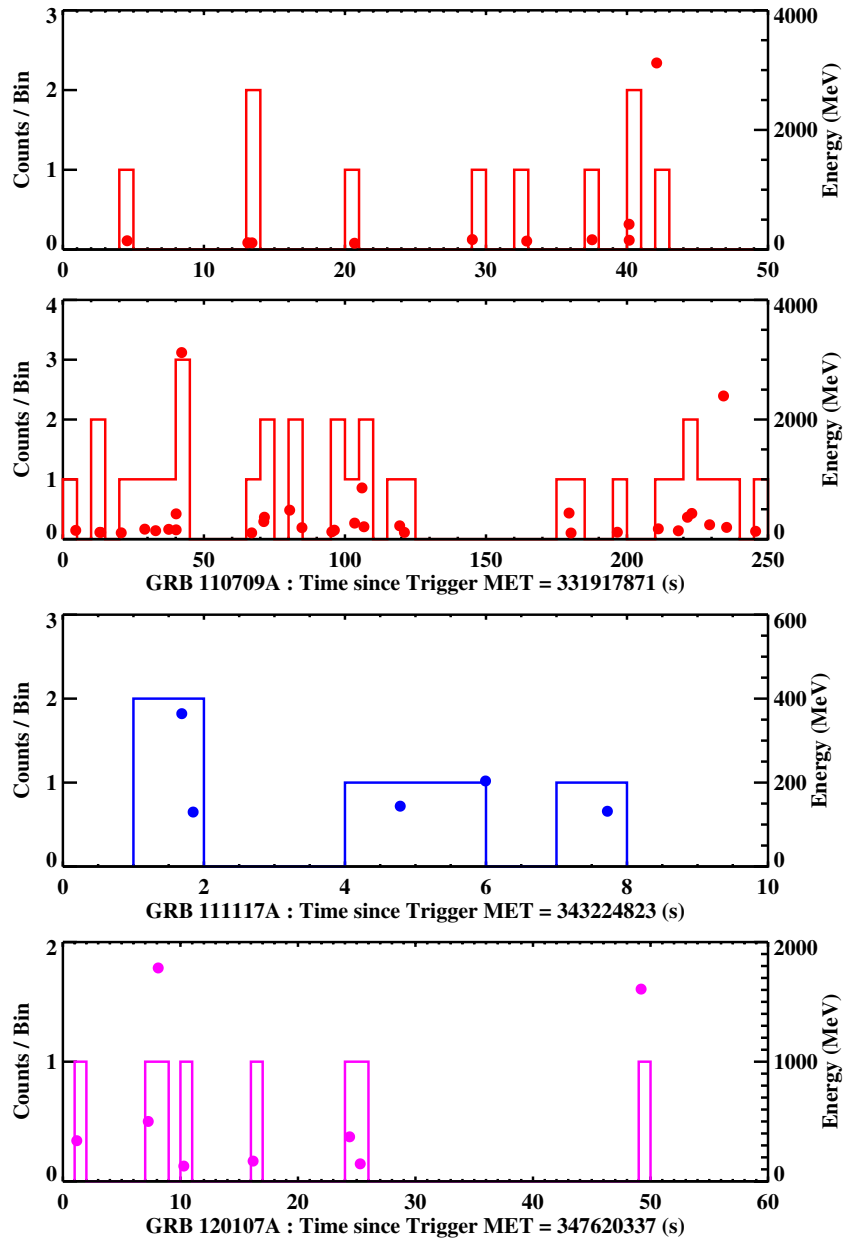 3
2
1
0
Counts / Bin
4000
2000
0
Energy (MeV)
0 10 20 30 40 50
4
3
2
1
0
Counts / Bin
4000
2000
0
Energy (MeV)
0 50 100 150 200 250
GRB 110709A : Time since Trigger MET = 331917871 (s)
3
2
1
0
Counts / Bin
600
400
200
0
Energy (MeV)
0 2 4 6 8 10
GRB 111117A : Time since Trigger MET = 343224823 (s)
2
1
0
Counts / Bin
2000
1000
0
Energy (MeV)
0 10 20 30 40 50 60
GRB 120107A : Time since Trigger MET = 347620337 (s)